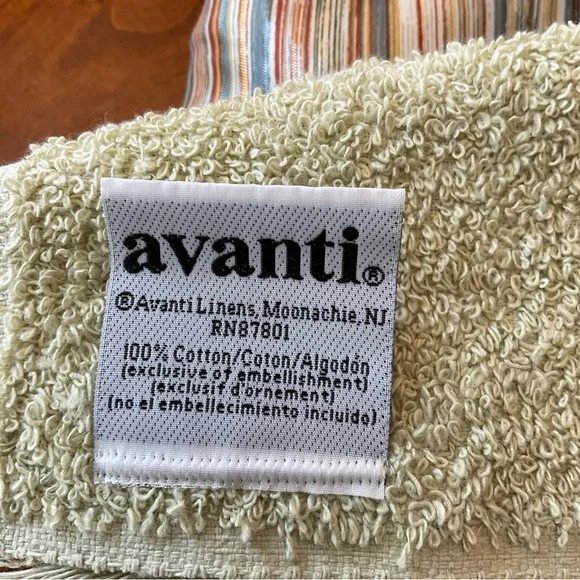 avanti®
®Avanti Linens, Moonachie, NJ
RN87801
100% Cotton/Coton/Algodón
(exclusive of embellishment)
(exclusif d'ornement)
(no el embellecimiento incluido)